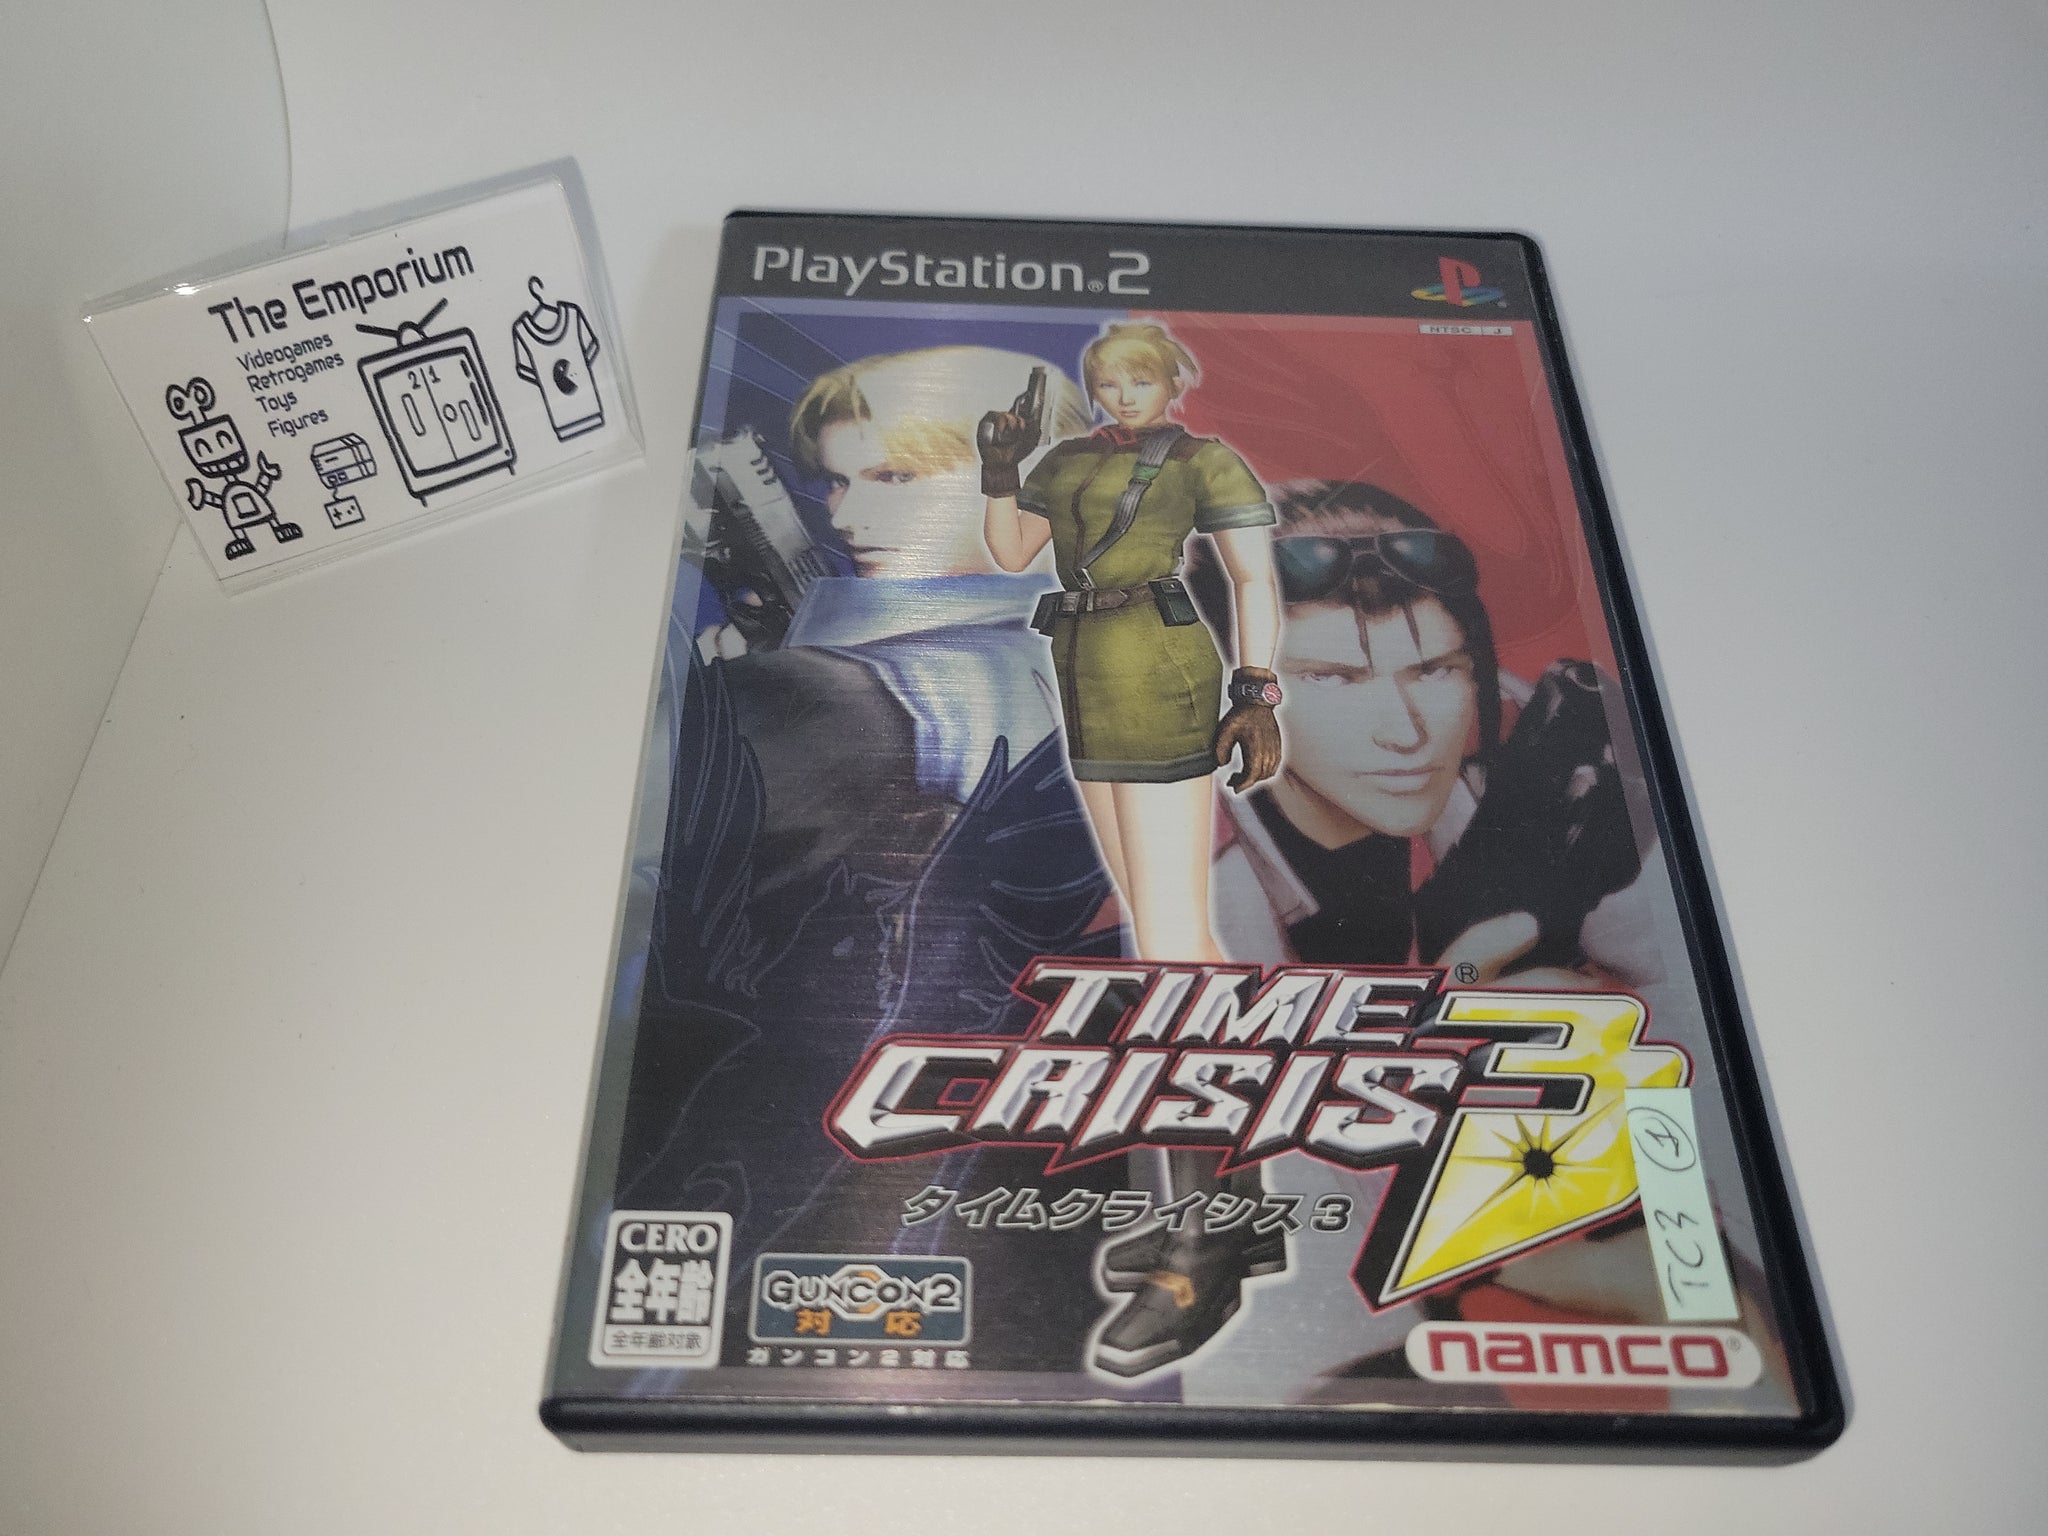 The Emporium
Videogames
Retrogames
Toys
Figures
2 1
PlayStation®2
NTSC J
TIME®
CRISIS 3
タイムクライシス3
TC3 ①
CERO
全年齢
全年齢対象
GUNCON2
対応
ガンコン2対応
namco®